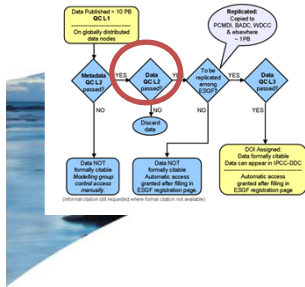 Data Published > 10 PB
QC L1
On globally distributed
data nodes
Replicated:
Copied to
PCMDI, BADC, WDCC
& elsewhere
~ 1PB
Metadata
QC L2
passed?
YES
Data
QC L2
passed?
YES
To be
replicated
among
ESGF?
YES
Data
QC L3
passed?
NO
NO
NO
YES
Discard
data
Data NOT
formally citable
Modelling group
control access
manually.
Data NOT
formally citable
Automatic access
granted after filling in
ESGF registration page
DOI Assigned:
Data formally citable
Data can appear in IPCC-DDC
Automatic access
granted after filling in
ESGF registration page
(Informal citation still requested where formal citation not available)